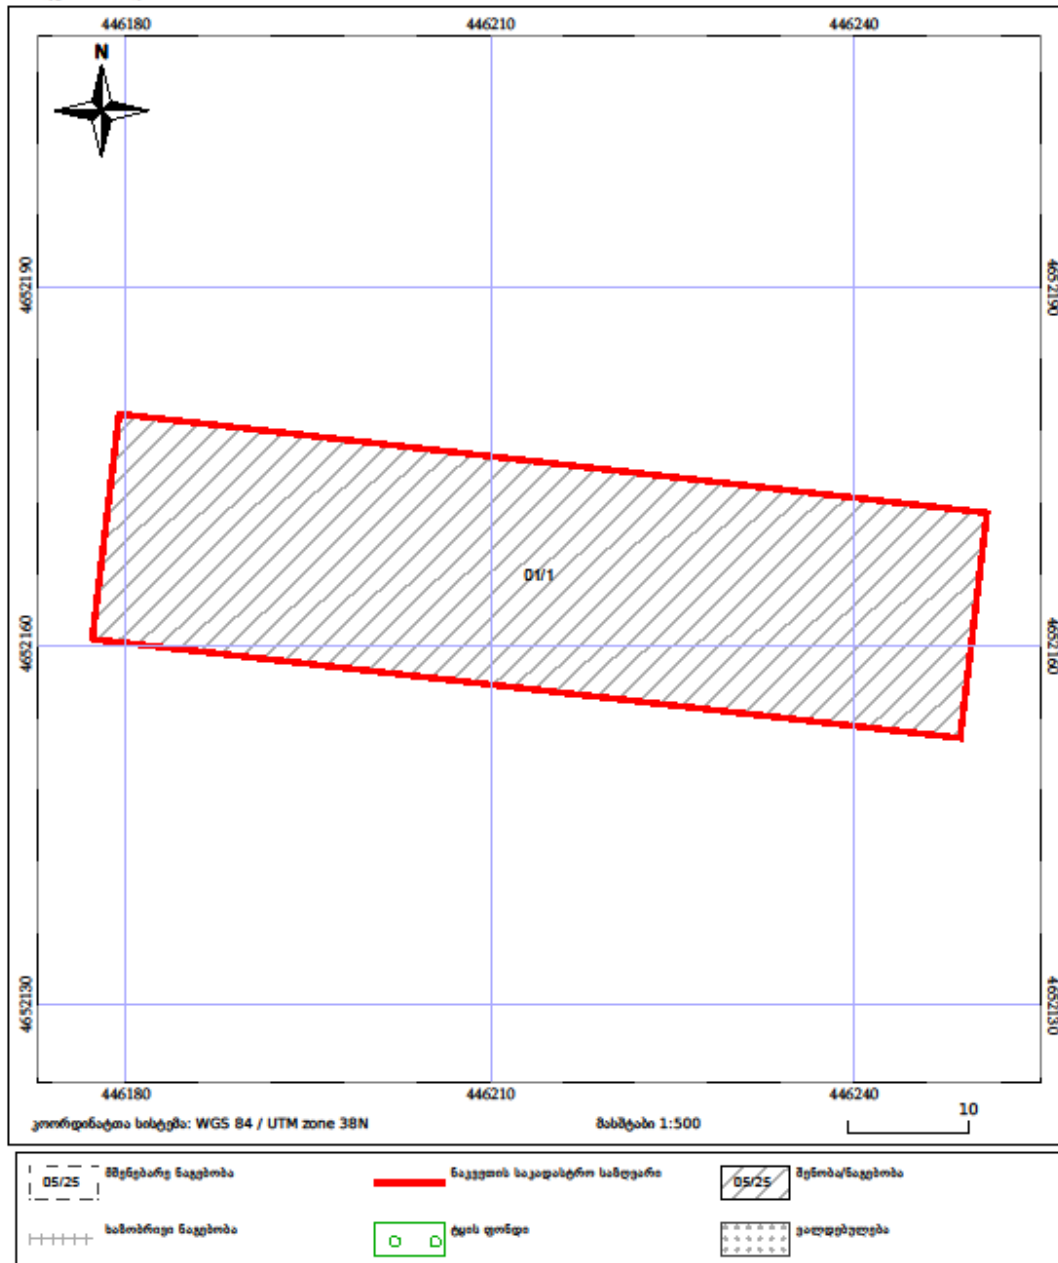 446180 446210 446240
N
4652190 4652190
01/1
4652160 4652160
4652130 4652130
446180 446210 446240
კოორდინატთა სისტემა: WGS 84 / UTM zone 38N მასშტაბი 1:500 10
05/25 მშენებარე ნაგებობა ნაკვეთის საკადასტრო საზღვარი 05/25 შენობა/ნაგებობა
ხაზობრივი ნაგებობა ტყის ფონდი ვალდებულება